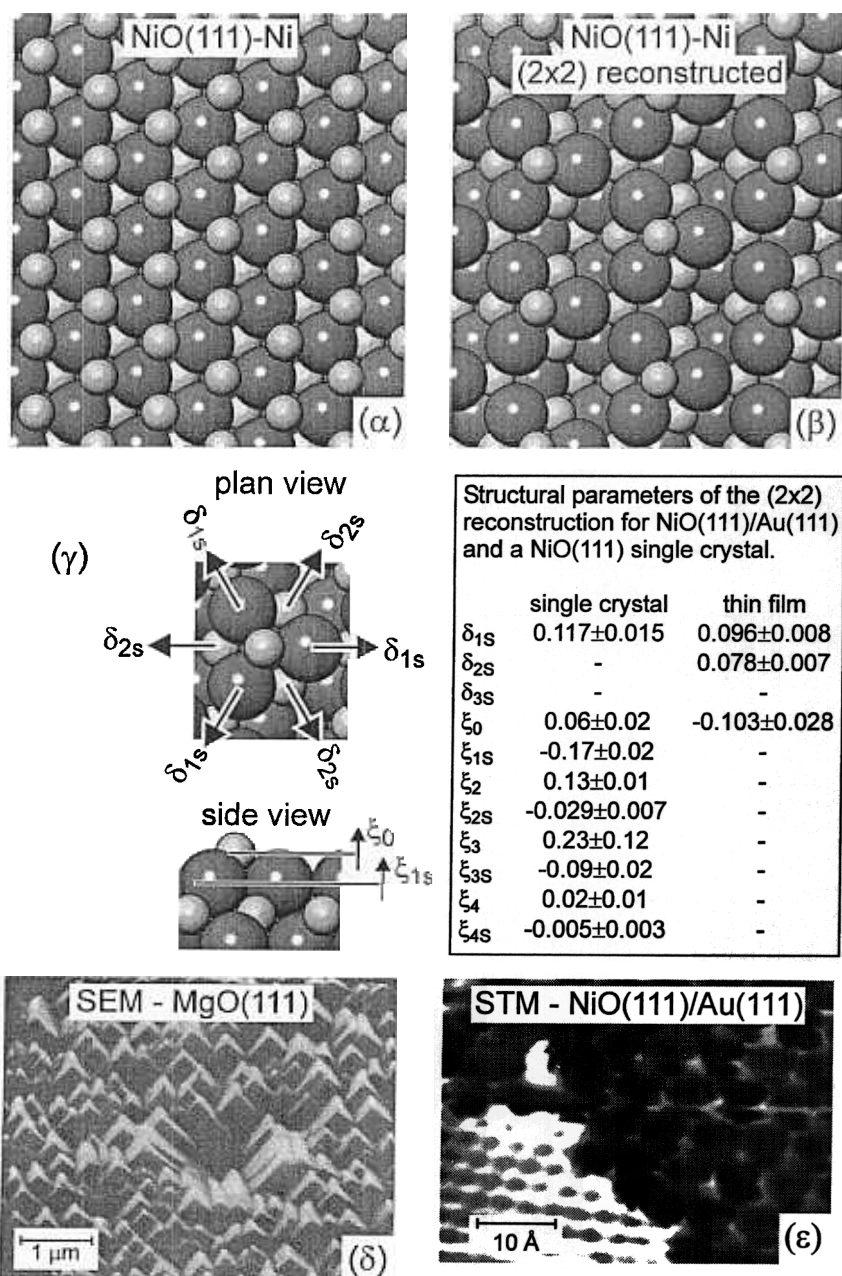 NiO(111)-Ni
(α)
NiO(111)-Ni
(2x2) reconstructed
(β)
(γ)
plan view
δ1s
δ2s
δ2s
δ1s
δ1s
δ2s
side view
ξ0
ξ1s
Structural parameters of the (2x2)
reconstruction for NiO(111)/Au(111)
and a NiO(111) single crystal.
single crystal thin film
δ1S 0.117±0.015 0.096±0.008
δ2S - 0.078±0.007
δ3S - -
ξ0 0.06±0.02 -0.103±0.028
ξ1S -0.17±0.02 -
ξ2 0.13±0.01 -
ξ2S -0.029±0.007 -
ξ3 0.23±0.12 -
ξ3S -0.09±0.02 -
ξ4 0.02±0.01 -
ξ4S -0.005±0.003 -
SEM - MgO(111)
1 µm
(δ)
STM - NiO(111)/Au(111)
10 Å
(ε)